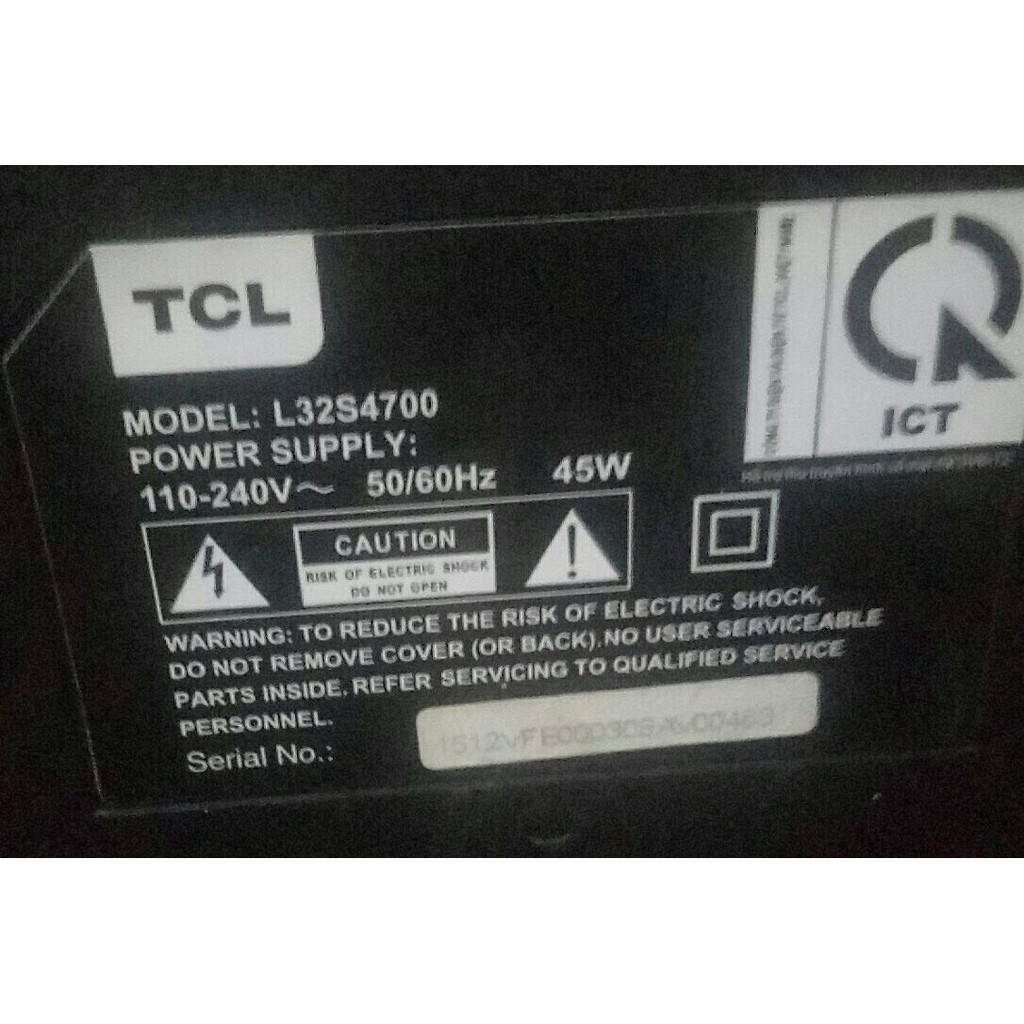 TCL
MODEL: L32S4700
POWER SUPPLY:
110-240V～ 50/60Hz 45W
CAUTION
RISK OF ELECTRIC SHOCK
DO NOT OPEN
WARNING: TO REDUCE THE RISK OF ELECTRIC SHOCK,
DO NOT REMOVE COVER (OR BACK).NO USER SERVICEABLE
PARTS INSIDE. REFER SERVICING TO QUALIFIED SERVICE
PERSONNEL.
Serial No.:
ICT